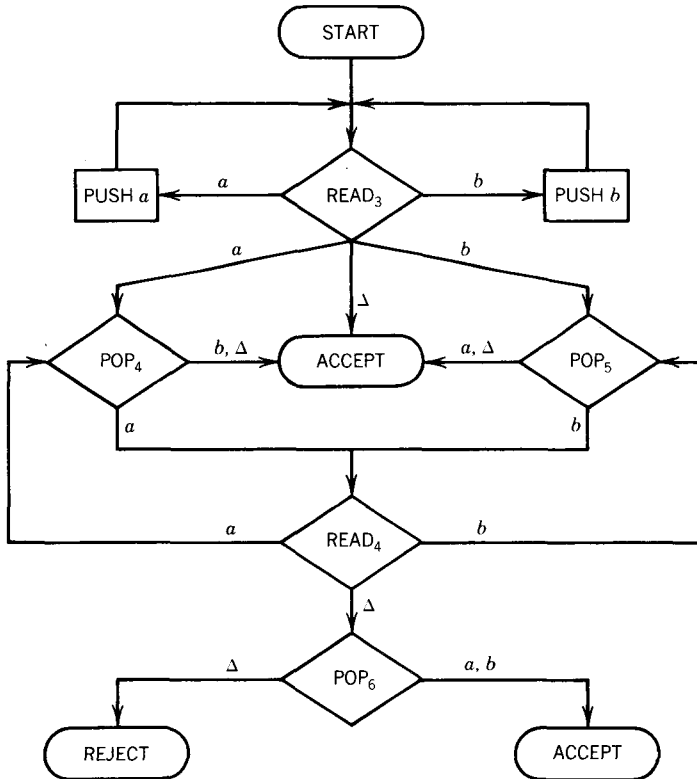 START
PUSH a
a
READ₃
b
PUSH b
a
Δ
b
POP₄
b, Δ
ACCEPT
a, Δ
POP₅
a
b
a
READ₄
b
Δ
Δ
POP₆
a, b
REJECT
ACCEPT